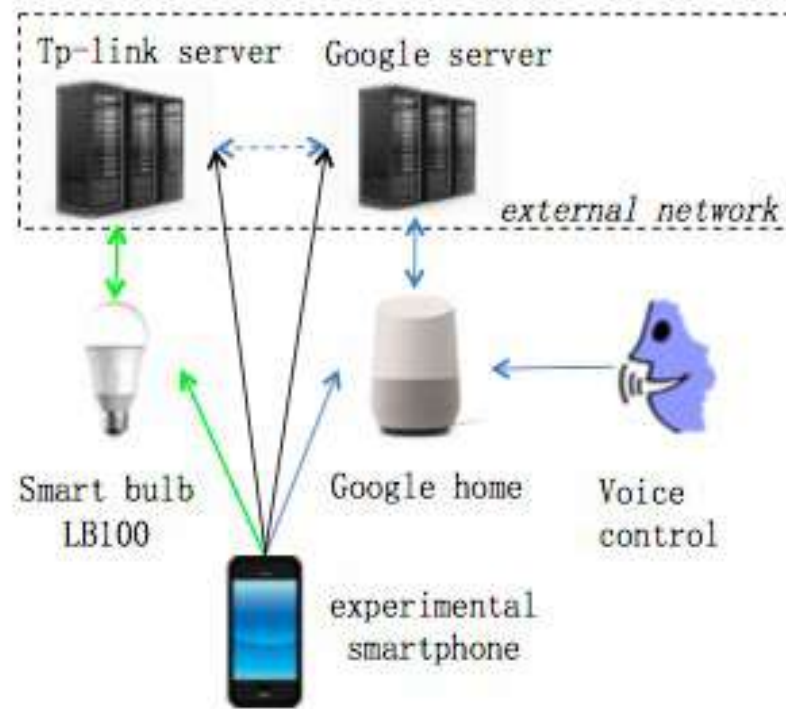 Tp-link server
Google server
external network
Smart bulb
LB100
Google home
Voice
control
experimental
smartphone